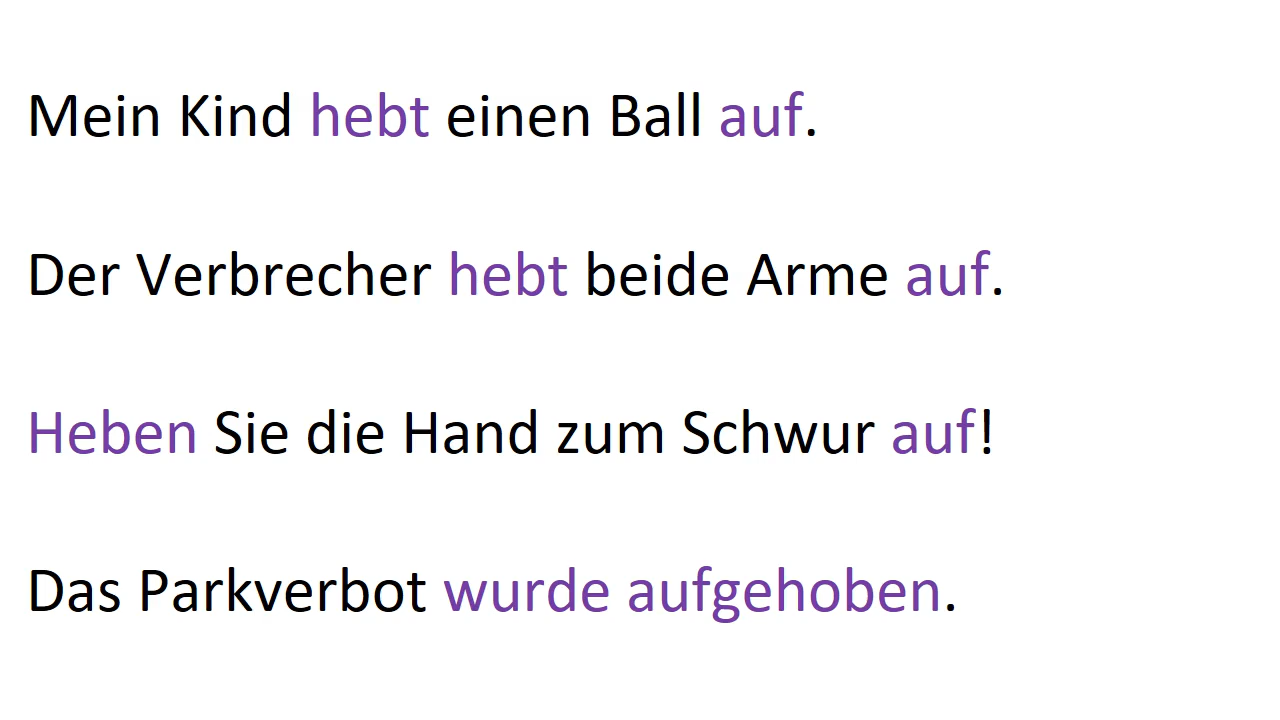 Mein Kind hebt einen Ball auf.
Der Verbrecher hebt beide Arme auf.
Heben Sie die Hand zum Schwur auf!
Das Parkverbot wurde aufgehoben.